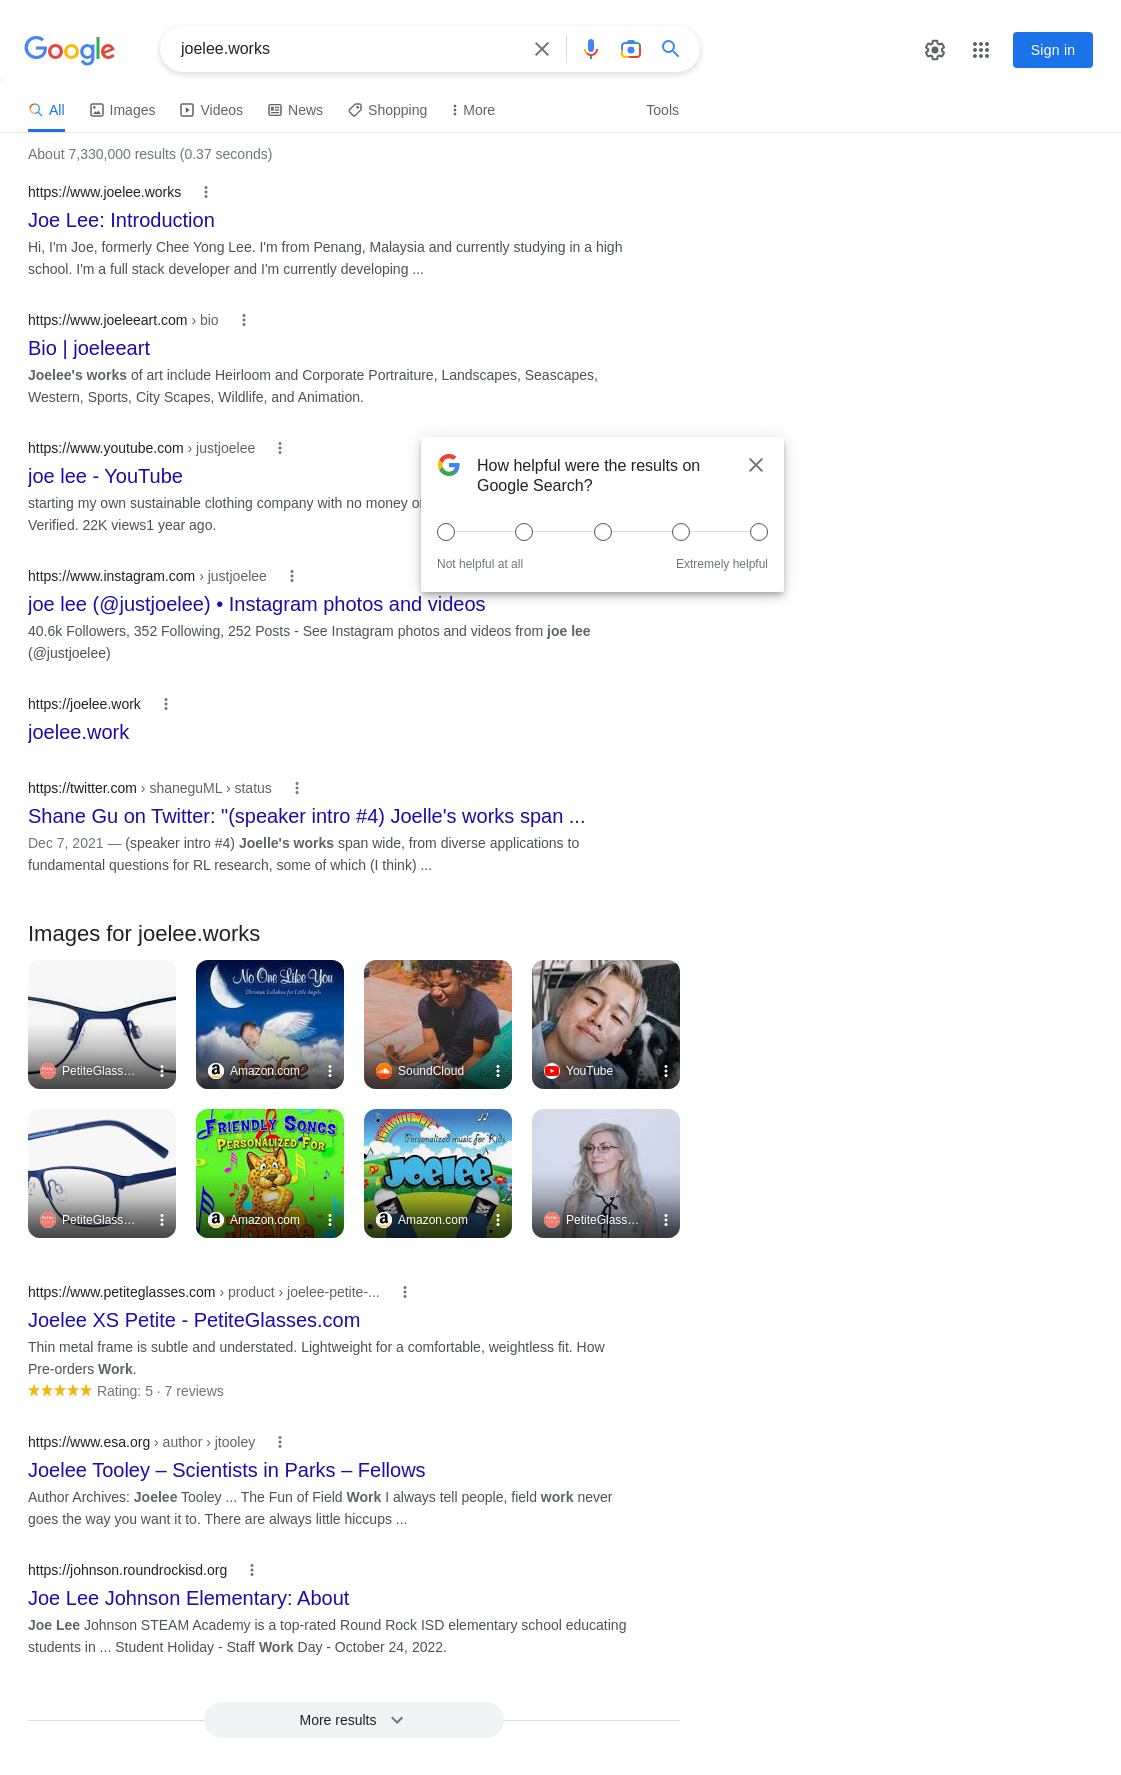 Google
joelee.works
Sign in
All
Images
Videos
News
Shopping
More
Tools
About 7,330,000 results (0.37 seconds)
https://www.joelee.works
Joe Lee: Introduction
Hi, I'm Joe, formerly Chee Yong Lee. I'm from Penang, Malaysia and currently studying in a high
school. I'm a full stack developer and I'm currently developing ...
https://www.joeleeart.com › bio
Bio | joeleeart
Joelee's works of art include Heirloom and Corporate Portraiture, Landscapes, Seascapes,
Western, Sports, City Scapes, Wildlife, and Animation.
https://www.youtube.com › justjoelee
joe lee - YouTube
starting my own sustainable clothing company with no money
Verified. 22K views1 year ago.
How helpful were the results on
Google Search?
Not helpful at all
Extremely helpful
https://www.instagram.com › justjoelee
joe lee (@justjoelee) • Instagram photos and videos
40.6k Followers, 352 Following, 252 Posts - See Instagram photos and videos from joe lee
(@justjoelee)
https://joelee.work
joelee.work
https://twitter.com › shaneguML › status
Shane Gu on Twitter: "(speaker intro #4) Joelle's works span ...
Dec 7, 2021 — (speaker intro #4) Joelle's works span wide, from diverse applications to
fundamental questions for RL research, some of which (I think) ...
Images for joelee.works
No One Like You
Christian Lullabies for Little Angels
Joelee
PetiteGlass...
Amazon.com
SoundCloud
YouTube
FRIENDLY SONGS
PERSONALIZED FOR
Joelee
Personalized music for Kids
JOELEE
PetiteGlass...
Amazon.com
Amazon.com
PetiteGlass...
https://www.petiteglasses.com › product › joelee-petite-...
Joelee XS Petite - PetiteGlasses.com
Thin metal frame is subtle and understated. Lightweight for a comfortable, weightless fit. How
Pre-orders Work.
Rating: 5 · 7 reviews
https://www.esa.org › author › jtooley
Joelee Tooley – Scientists in Parks – Fellows
Author Archives: Joelee Tooley ... The Fun of Field Work I always tell people, field work never
goes the way you want it to. There are always little hiccups ...
https://johnson.roundrockisd.org
Joe Lee Johnson Elementary: About
Joe Lee Johnson STEAM Academy is a top-rated Round Rock ISD elementary school educating
students in ... Student Holiday - Staff Work Day - October 24, 2022.
More results